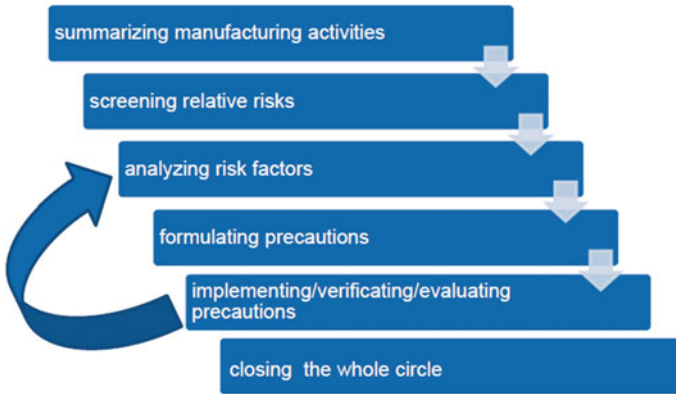 summarizing manufacturing activities
screening relative risks
analyzing risk factors
formulating precautions
implementing/verificating/evaluating
precautions
closing the whole circle